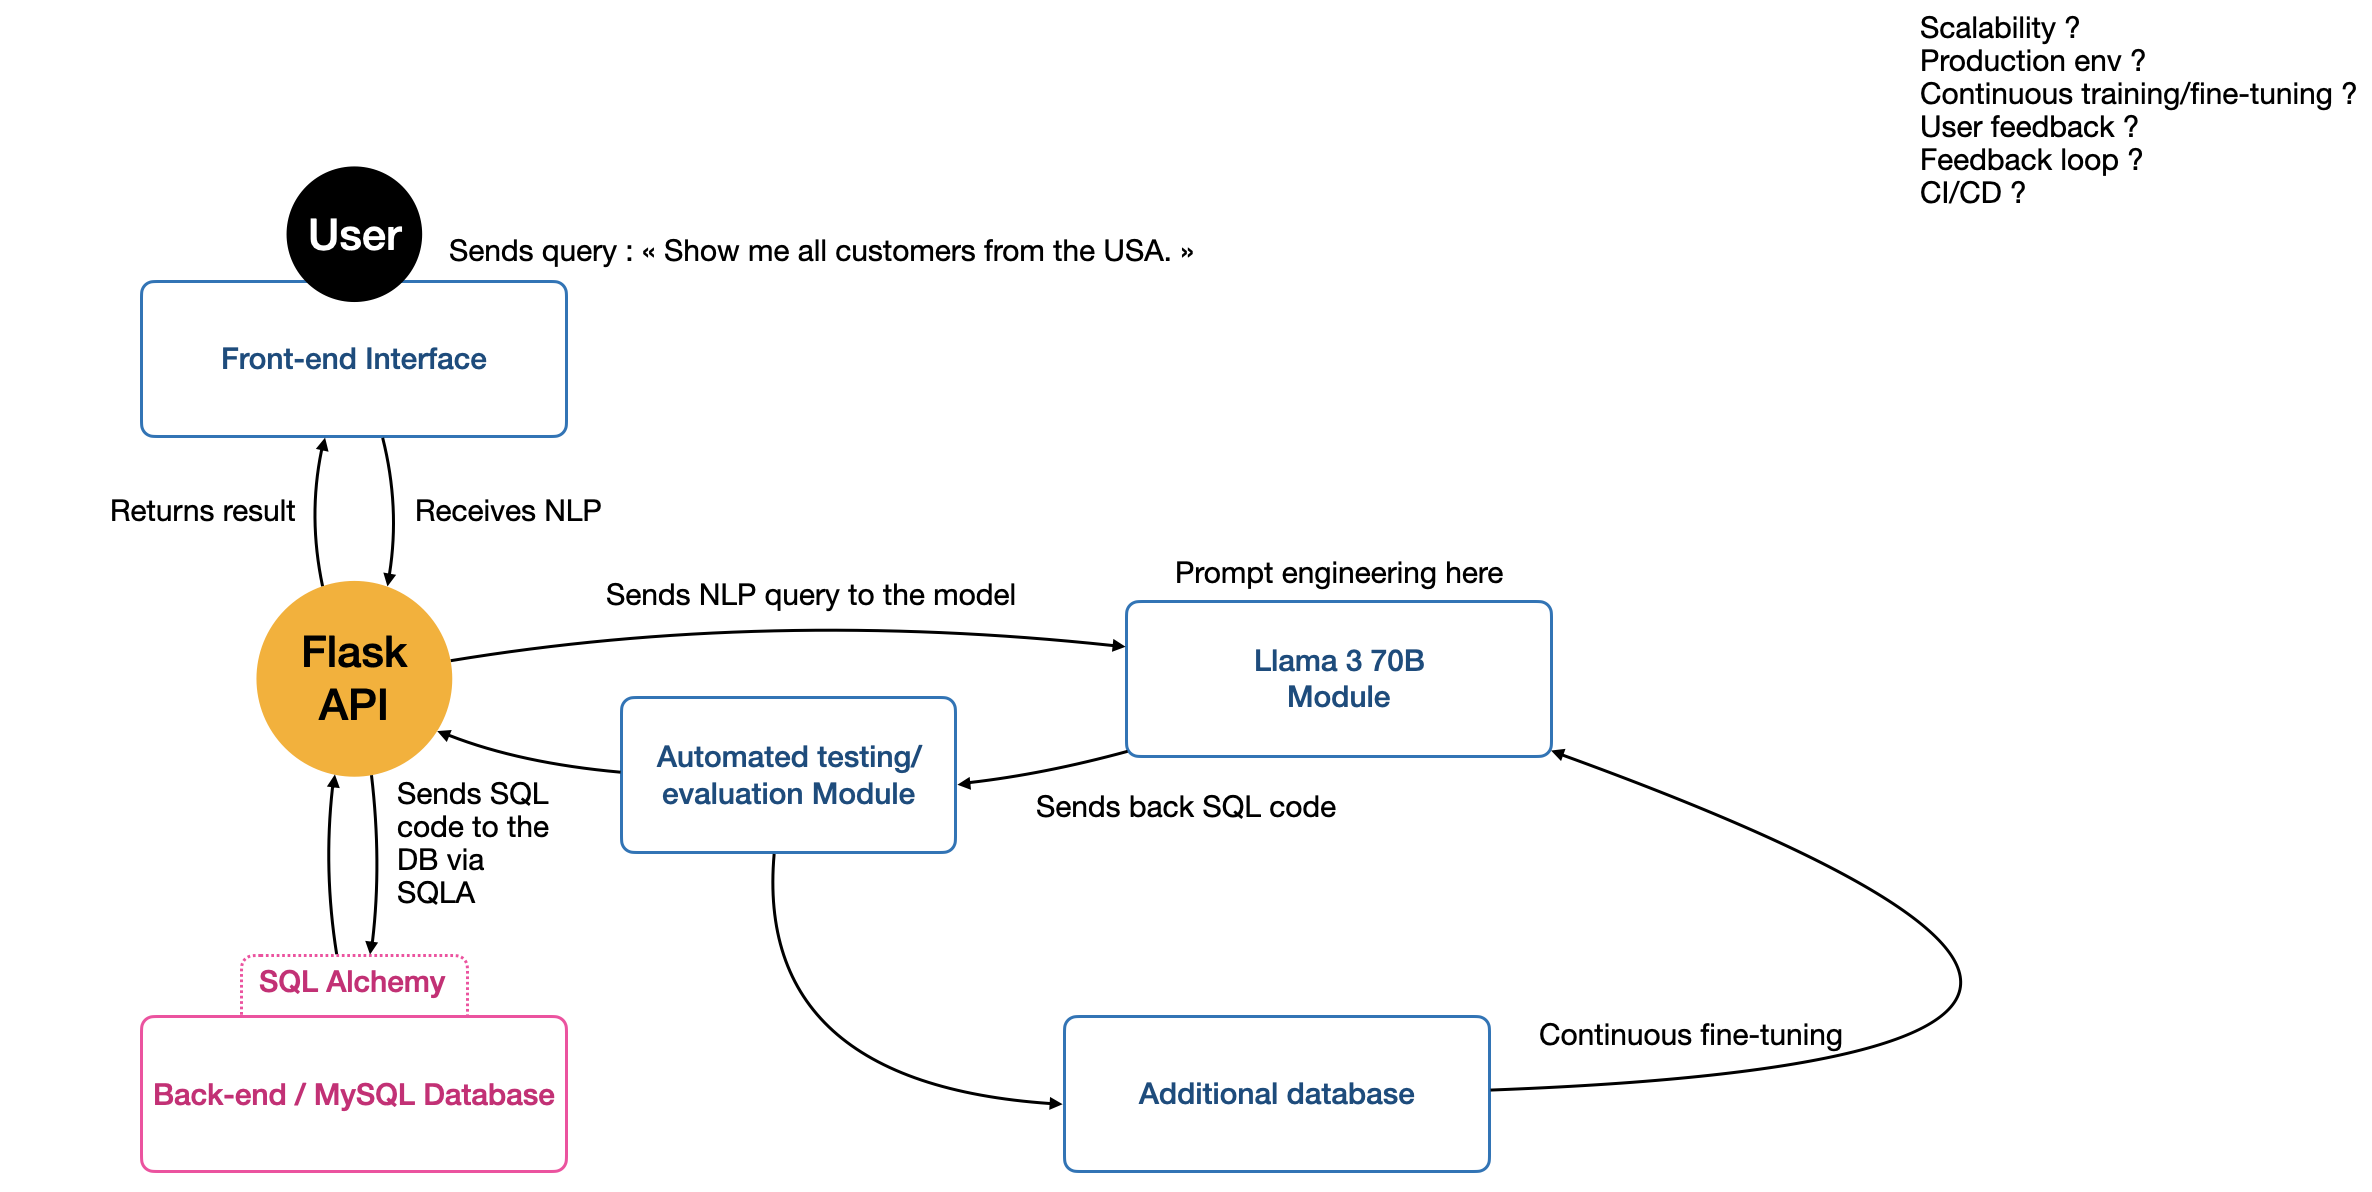 Scalability ?
Production env ?
Continuous training/fine-tuning ?
User feedback ?
Feedback loop ?
CI/CD ?
User
Sends query : « Show me all customers from the USA. »
Front-end Interface
Returns result
Receives NLP
Flask
API
Sends NLP query to the model
Prompt engineering here
Llama 3 70B
Module
Automated testing/
evaluation Module
Sends back SQL code
Sends SQL
code to the
DB via
SQLA
SQL Alchemy
Back-end / MySQL Database
Additional database
Continuous fine-tuning